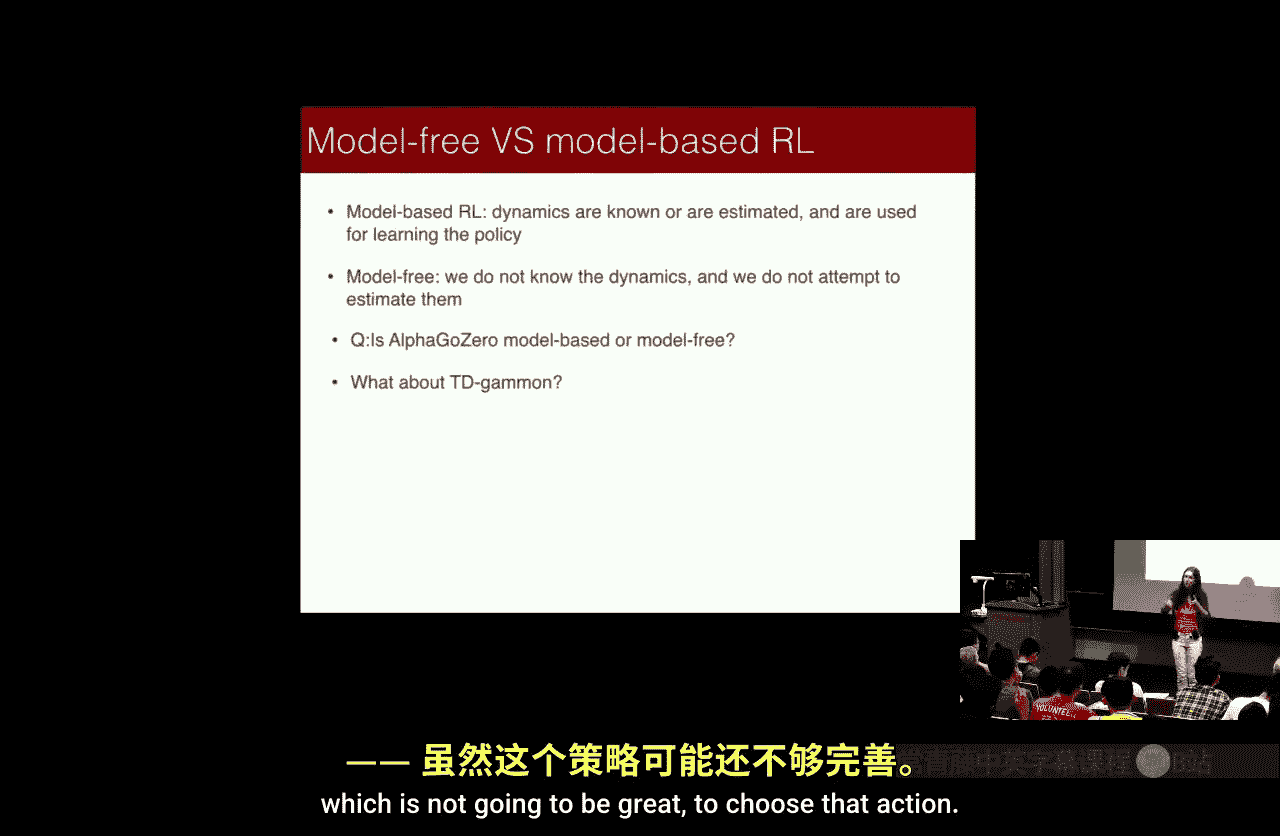 Model-free VS model-based RL
• Model-based RL: dynamics are known or are estimated, and are used
for learning the policy
• Model-free: we do not know the dynamics, and we do not attempt to
estimate them
• Q:Is AlphaGoZero model-based or model-free?
• What about TD-gammon?
VOLUNTEE
—— 虽然这个策略可能还不够完善。
which is not going to be great, to choose that action.